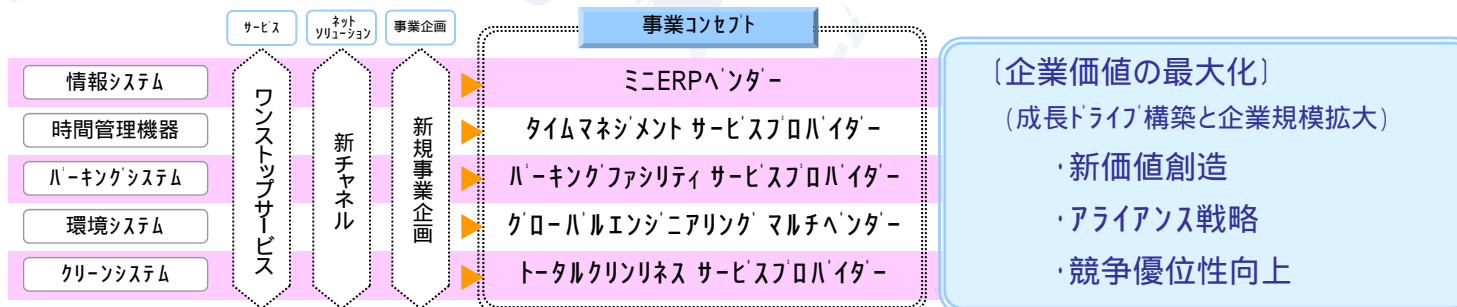 サービス
ネット
ソリューション
事業企画
事業コンセプト
情報システム
時間管理機器
パーキングシステム
環境システム
クリーンシステム
ワンストップサービス
新チャネル
新規事業企画
ミニERPベンダー
タイムマネジメント サービスプロバイダー
パーキングファシリティ サービスプロバイダー
グローバルエンジニアリング マルチベンダー
トータルクリンリネス サービスプロバイダー
〔企業価値の最大化〕
(成長ドライブ構築と企業規模拡大)
・新価値創造
・アライアンス戦略
・競争優位性向上